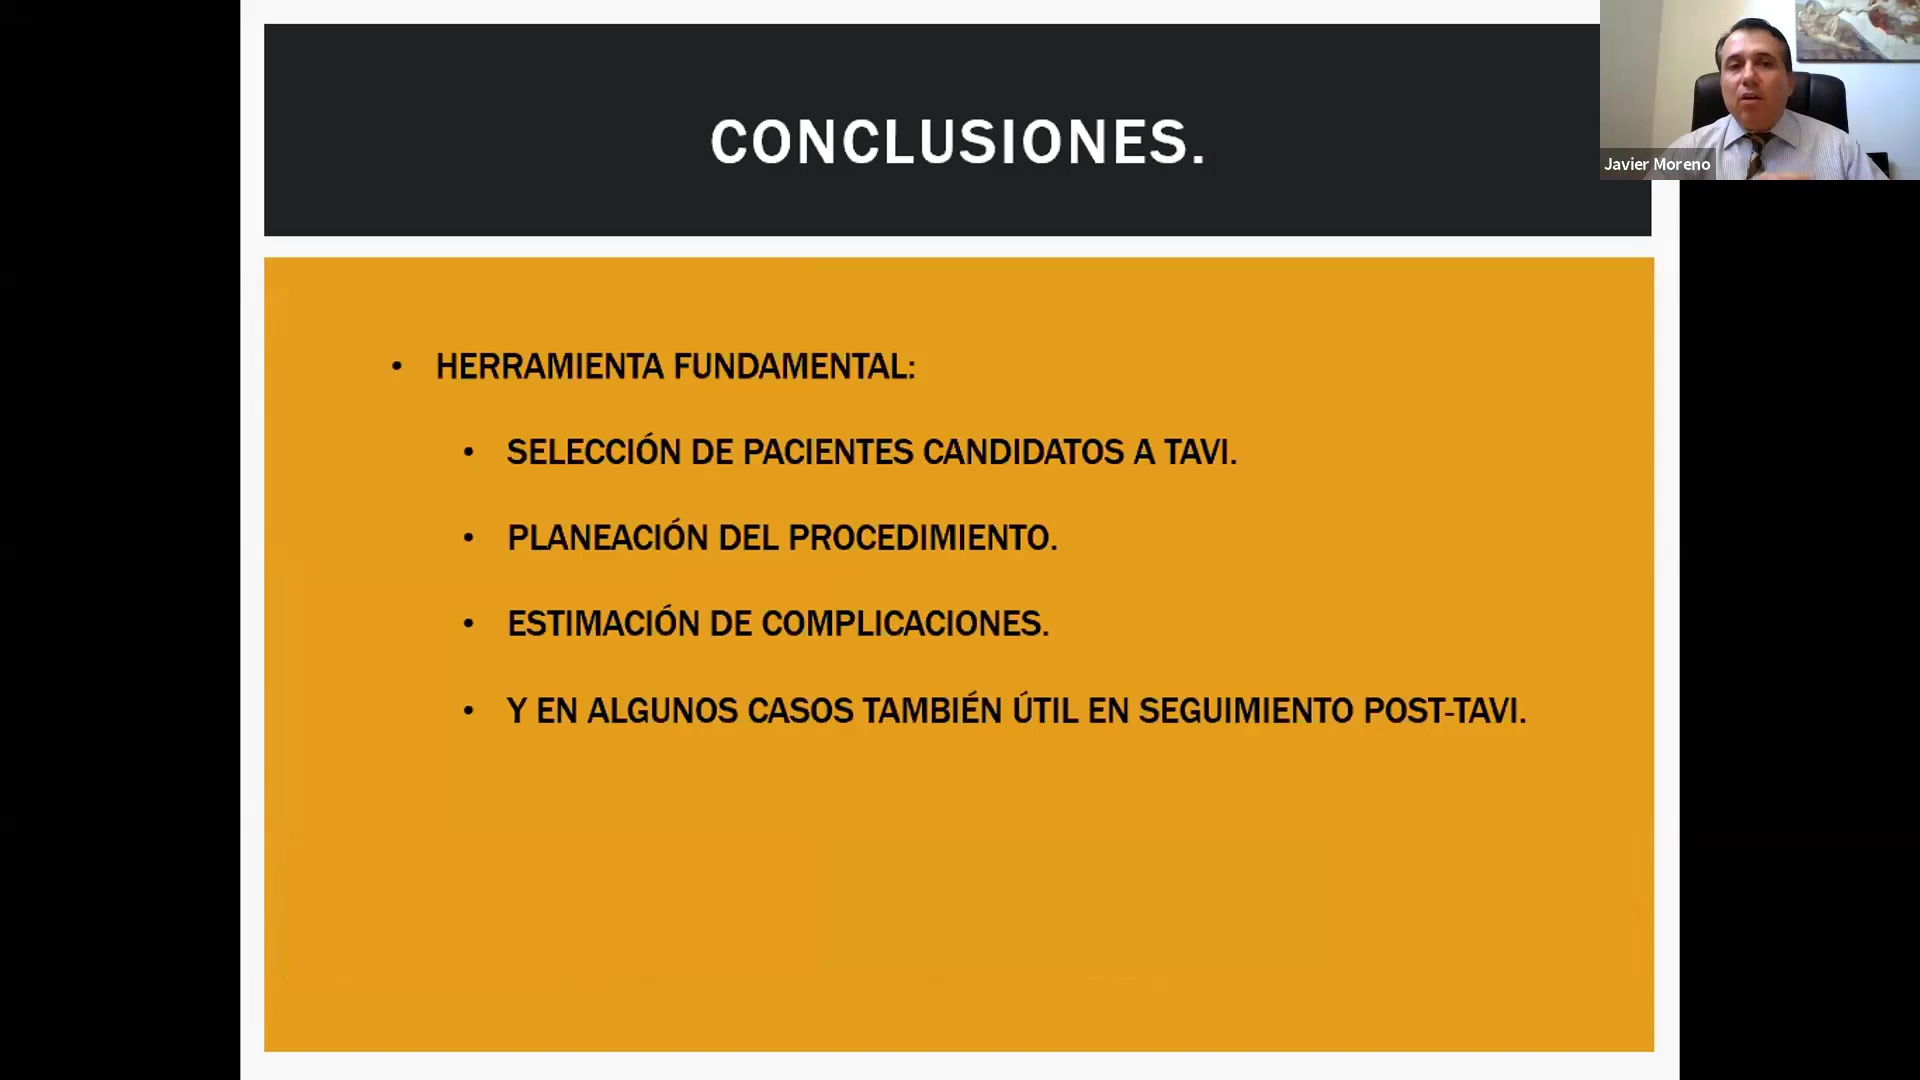 CONCLUSIONES.
Javier Moreno
• HERRAMIENTA FUNDAMENTAL:
• SELECCIÓN DE PACIENTES CANDIDATOS A TAVI.
• PLANEACIÓN DEL PROCEDIMIENTO.
• ESTIMACIÓN DE COMPLICACIONES.
• Y EN ALGUNOS CASOS TAMBIÉN ÚTIL EN SEGUIMIENTO POST-TAVI.